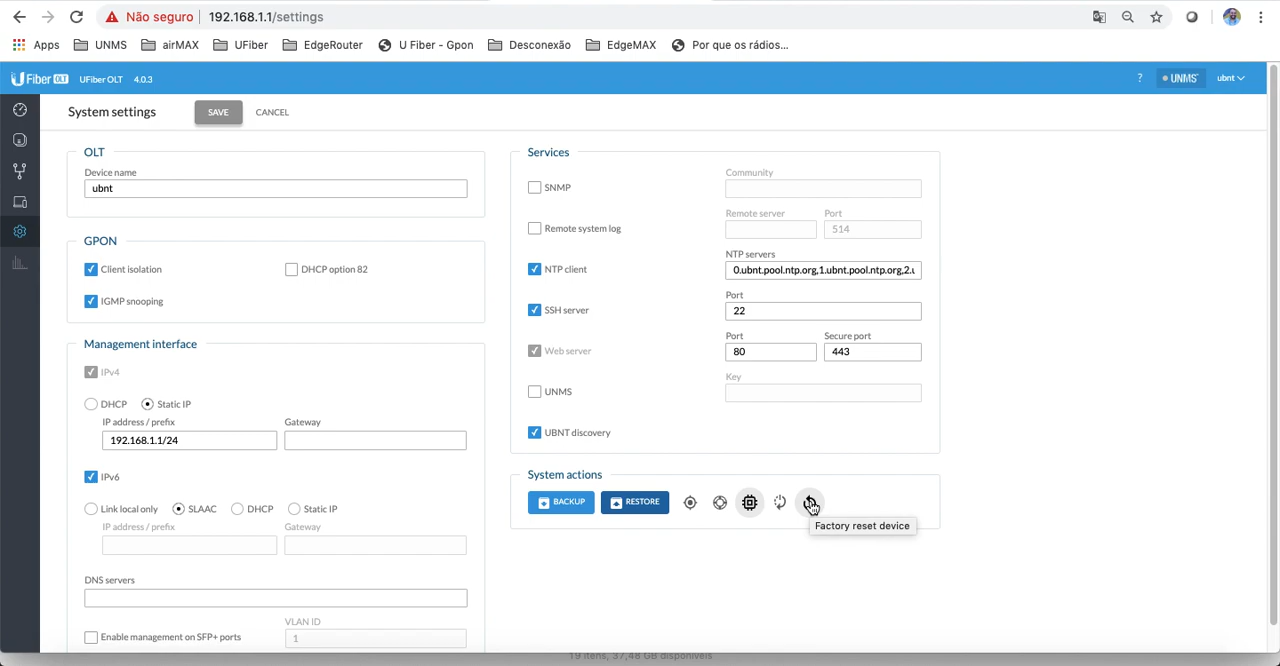 Não seguro 192.168.1.1/settings
Apps UNMS airMAX UFiber EdgeRouter U Fiber - Gpon Desconexão EdgeMAX Por que os rádios...
U Fiber OLT UFiber OLT 4.0.3 ? UNMS ubnt
System settings SAVE CANCEL
OLT
Device name
ubnt
GPON
Client isolation DHCP option 82
IGMP snooping
Management interface
IPv4
DHCP Static IP
IP address / prefix Gateway
192.168.1.1/24
IPv6
Link local only SLAAC DHCP Static IP
IP address / prefix Gateway
DNS servers
Enable management on SFP+ ports
VLAN ID
1
Services
SNMP
Community
Remote system log
Remote server Port
514
NTP client
NTP servers
0.ubnt.pool.ntp.org,1.ubnt.pool.ntp.org,2.u
SSH server
Port
22
Web server
Port Secure port
80 443
UNMS
Key
UBNT discovery
System actions
BACKUP RESTORE
Factory reset device
19 itens, 37,48 GB disponíveis